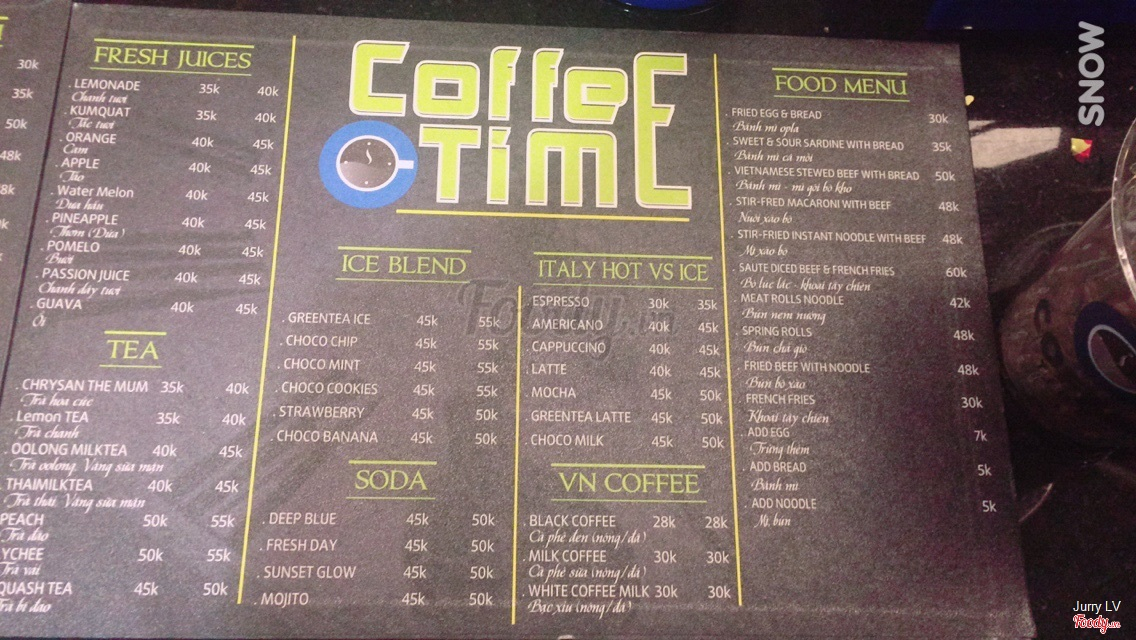 30k
35k
50k
48k
FRESH JUICES
. LEMONADE 35k 40k
Chanh tươi
. KUMQUAT 35k 40k
Tắc tươi
. ORANGE 40k 45k
Cam
. APPLE 40k 45k
Táo
. Water Melon 40k 45k
Dưa hấu
. PINEAPPLE 40k 45k
Thơm (Dứa)
. POMELO 40k 45k
Bưởi
. PASSION JUICE 40k 45k
Chanh dây tươi
. GUAVA 40k 45k
Ổi
TEA
. CHRYSAN THE MUM 35k 40k
Trà hoa cúc
. Lemon TEA 35k 40k
Trà chanh
. OOLONG MILKTEA 40k 45k
Trà oolong. Váng sữa mặn
. THAIMILKTEA 40k 45k
Trà thái. Váng sữa mặn
PEACH 50k 55k
Trà đào
YCHEE 50k 55k
Trà vải
QUASH TEA 45k 50k
Trà bí đao
Coffee
Time
ICE BLEND
. GREENTEA ICE 45k 55k
. CHOCO CHIP 45k 55k
. CHOCO MINT 45k 55k
. CHOCO COOKIES 45k 50k
. STRAWBERRY 45k 50k
. CHOCO BANANA 45k 50k
SODA
. DEEP BLUE 45k 50k
. FRESH DAY 45k 50k
. SUNSET GLOW 45k 50k
. MOJITO 45k 50k
ITALY HOT VS ICE
ESPRESSO 30k 35k
AMERICANO 40k 45k
. CAPPUCCINO 40k 45k
. LATTE 40k 45k
. MOCHA 45k 50k
. GREENTEA LATTE 45k 50k
. CHOCO MILK 45k 50k
VN COFFEE
. BLACK COFFEE 28k 28k
Cà phê đen (nóng/đá)
. MILK COFFEE 30k 30k
Cà phê sữa (nóng/đá)
. WHITE COFFEE MILK 30k 30k
Bạc xỉu (nóng/đá)
FOOD MENU
. FRIED EGG & BREAD 30k
Bánh mì opla
. SWEET & SOUR SARDINE WITH BREAD 35k
Bánh mì cá mòi
. VIETNAMESE STEWED BEEF WITH BREAD 50k
Bánh mì - mì gói bò kho
. STIR-FRIED MACARONI WITH BEEF 48k
Nuôi xào bò
. STIR-FRIED INSTANT NOODLE WITH BEEF 48k
Mì xào bò
. SAUTE DICED BEEF & FRENCH FRIES 60k
Bò lúc lắc - khoai tây chiên
. MEAT ROLLS NOODLE 42k
Bún nem nướng
. SPRING ROLLS 48k
Bún chả giò
. FRIED BEEF WITH NOODLE 48k
Bún bò xào
. FRENCH FRIES 30k
Khoai tây chiên
. ADD EGG 7k
Trứng thêm
. ADD BREAD 5k
Bánh mì
. ADD NOODLE 5k
Mì, bún
SNOW
Foody.vn
Jurry LV
Foody.vn